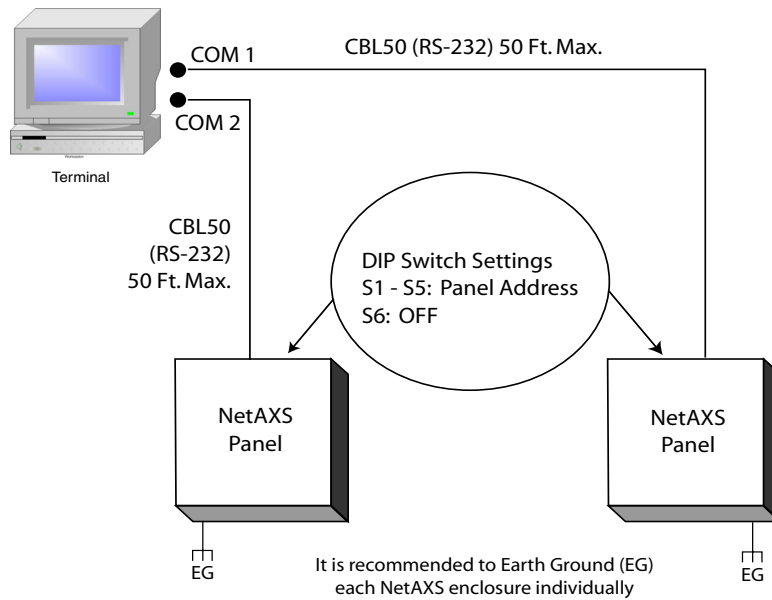 COM 1
CBL50 (RS-232) 50 Ft. Max.
COM 2
Workstation
Terminal
CBL50
(RS-232)
50 Ft. Max.
DIP Switch Settings
S1 - S5: Panel Address
S6: OFF
NetAXS
Panel
NetAXS
Panel
EG
It is recommended to Earth Ground (EG)
each NetAXS enclosure individually
EG